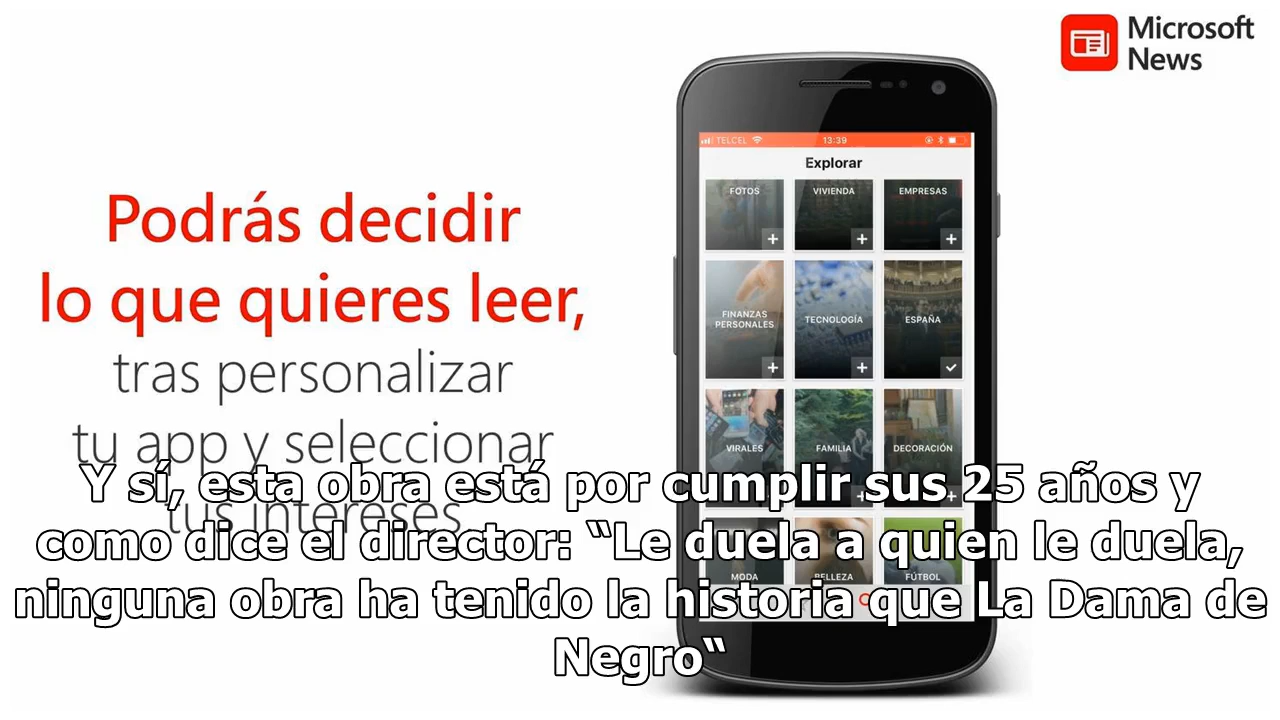 Microsoft
News
Podrás decidir
lo que quieres leer,
tras personalizar
tu app y seleccionar
tus intereses.
TELCEL 13:39
Explorar
FOTOS VIVIENDA EMPRESAS
FINANZAS
PERSONALES TECNOLOGÍA ESPAÑA
VIRALES FAMILIA DECORACIÓN
MODA BELLEZA FÚTBOL
Y sí, esta obra está por cumplir sus 25 años y
como dice el director: “Le duela a quien le duela,
ninguna obra ha tenido la historia que La Dama de
Negro“